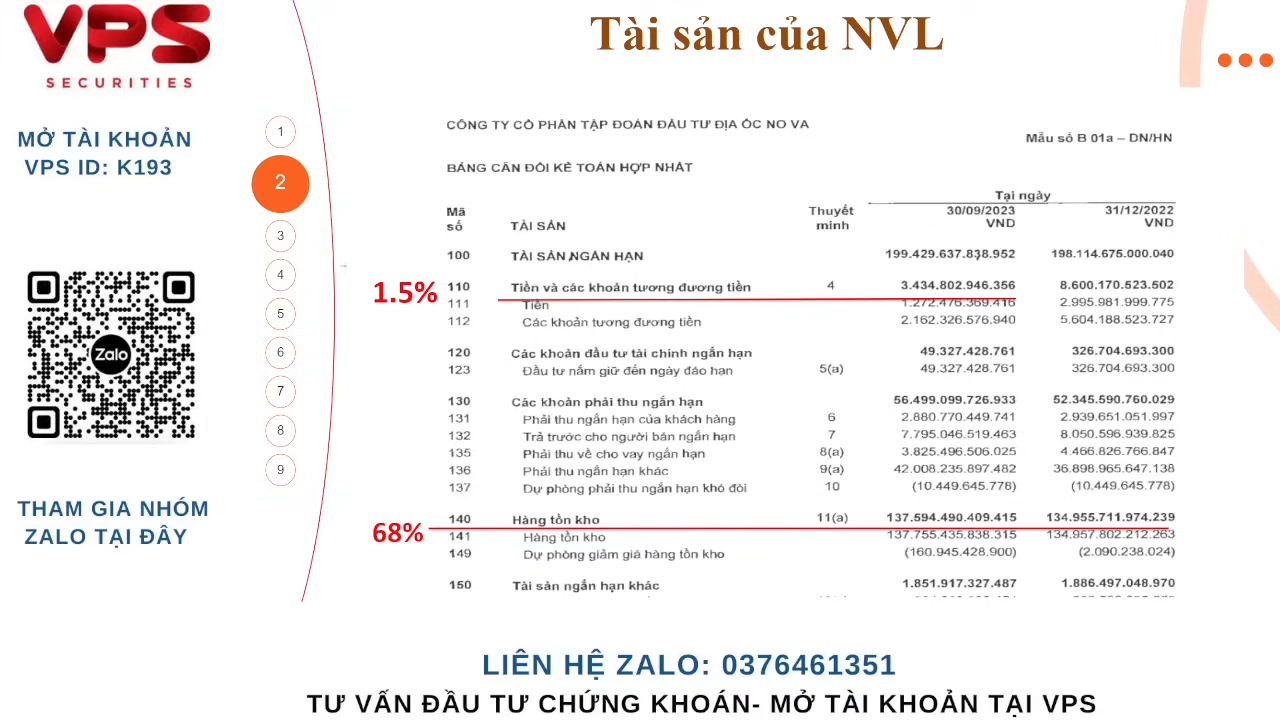 VPS
SECURITIES
Tài sản của NVL
MỞ TÀI KHOẢN
VPS ID: K193
Zalo
THAM GIA NHÓM
ZALO TẠI ĐÂY
1
2
3
4
5
6
7
8
9
CÔNG TY CỔ PHẦN TẬP ĐOÀN ĐẦU TƯ ĐỊA ỐC NO VA
Mẫu số B 01a – DN/HN
BẢNG CÂN ĐỐI KẾ TOÁN HỢP NHẤT
Tại ngày
Mã số TÀI SẢN Thuyết minh 30/09/2023 VND 31/12/2022 VND
100 TÀI SẢN NGẮN HẠN 199.429.637.838.952 198.114.675.000.040
1.5% 110 Tiền và các khoản tương đương tiền 4 3.434.802.946.356 8.600.170.523.502
111 Tiền 1.272.476.369.416 2.995.981.999.775
112 Các khoản tương đương tiền 2.162.326.576.940 5.604.188.523.727
120 Các khoản đầu tư tài chính ngắn hạn 49.327.428.761 326.704.693.300
123 Đầu tư nắm giữ đến ngày đáo hạn 5(a) 49.327.428.761 326.704.693.300
130 Các khoản phải thu ngắn hạn 56.499.099.726.933 52.345.590.760.029
131 Phải thu ngắn hạn của khách hàng 6 2.880.770.449.741 2.939.651.051.997
132 Trả trước cho người bán ngắn hạn 7 7.795.046.519.463 8.050.596.939.825
135 Phải thu về cho vay ngắn hạn 8(a) 3.825.496.506.025 4.466.826.766.847
136 Phải thu ngắn hạn khác 9(a) 42.008.235.897.482 36.898.965.647.138
137 Dự phòng phải thu ngắn hạn khó đòi 10 (10.449.645.778) (10.449.645.778)
68% 140 Hàng tồn kho 11(a) 137.594.490.409.415 134.955.711.974.239
141 Hàng tồn kho 137.755.435.838.315 134.957.802.212.263
149 Dự phòng giảm giá hàng tồn kho (160.945.428.900) (2.090.238.024)
150 Tài sản ngắn hạn khác 1.851.917.327.487 1.886.497.048.970
LIÊN HỆ ZALO: 0376461351
TƯ VẤN ĐẦU TƯ CHỨNG KHOÁN- MỞ TÀI KHOẢN TẠI VPS